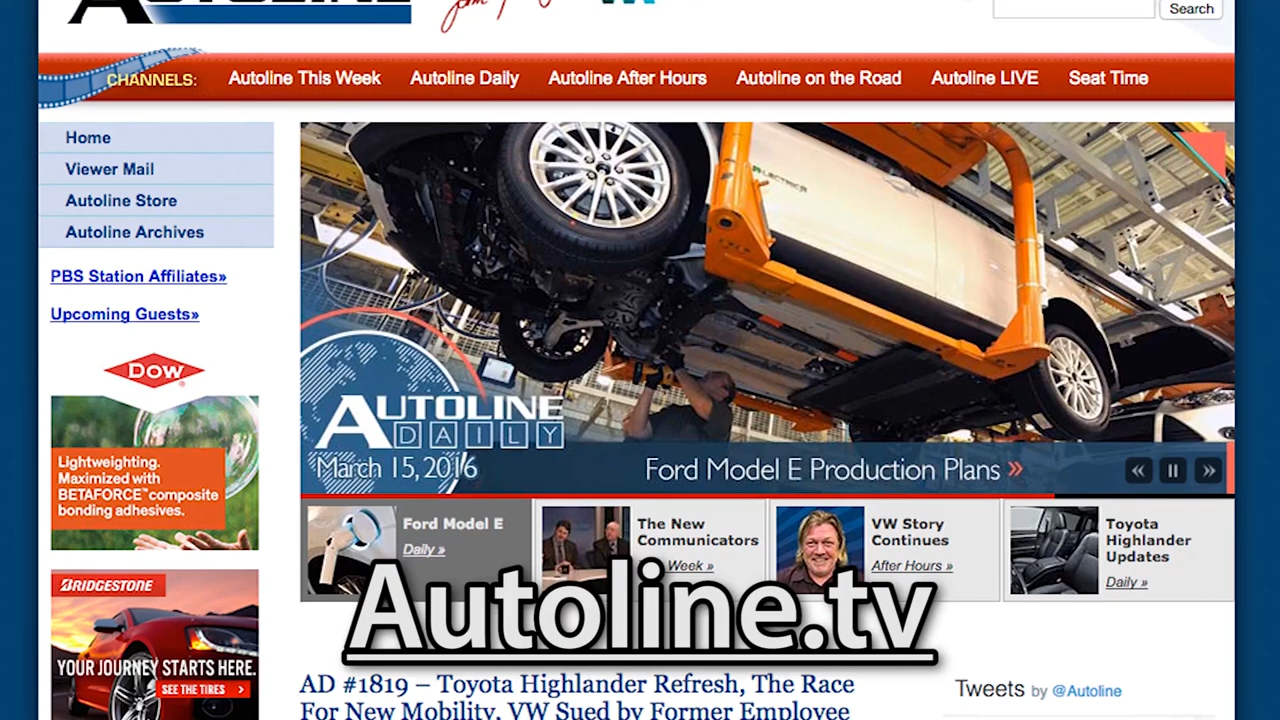 AUTOLINE
Search
CHANNELS:
Autoline This Week
Autoline Daily
Autoline After Hours
Autoline on the Road
Autoline LIVE
Seat Time
Home
Viewer Mail
Autoline Store
Autoline Archives
PBS Station Affiliates»
Upcoming Guests»
DOW
Lightweighting.
Maximized with
BETAFORCE™ composite
bonding adhesives.
BRIDGESTONE
YOUR JOURNEY STARTS HERE.
SEE THE TIRES >
AUTOLINE
DAILY
March 15, 2016
Ford Model E Production Plans »
Ford Model E
Daily »
The New
Communicators
Week »
VW Story
Continues
After Hours »
Toyota
Highlander
Updates
Daily »
Autoline.tv
AD #1819 – Toyota Highlander Refresh, The Race
For New Mobility, VW Sued by Former Employee
Tweets by @Autoline